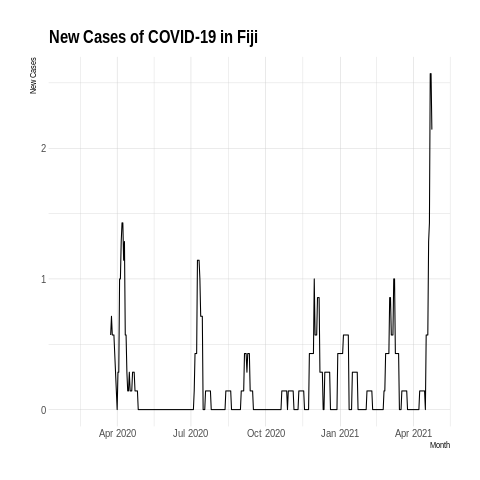 New Cases of COVID-19 in Fiji
New Cases
2
1
0
Apr 2020 Jul 2020 Oct 2020 Jan 2021 Apr 2021
Month